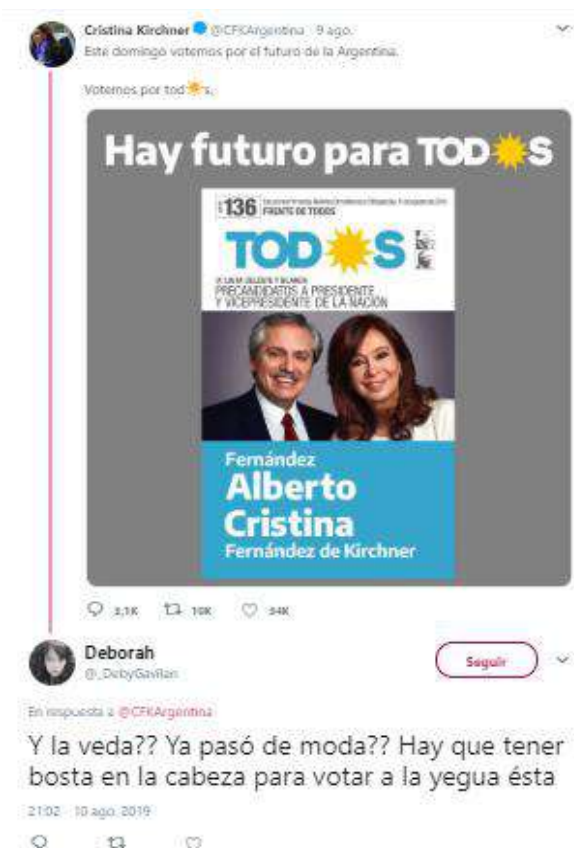 Cristina Kirchner @CFKArgentina · 9 ago.
Este domingo votemos por el futuro de la Argentina.
Votemos por tod☀s.
Hay futuro para TOD☀S
136
FRENTE DE TODOS
TOD☀S
PRECANDIDATOS A PRESIDENTE
Y VICEPRESIDENTE DE LA NACIÓN
Fernández
Alberto
Cristina
Fernández de Kirchner
3,1K 10K 34K
Deborah
@_DebyGavilan
Seguir
En respuesta a @CFKArgentina
Y la veda?? Ya pasó de moda?? Hay que tener
bosta en la cabeza para votar a la yegua ésta
21:02 - 10 ago. 2019